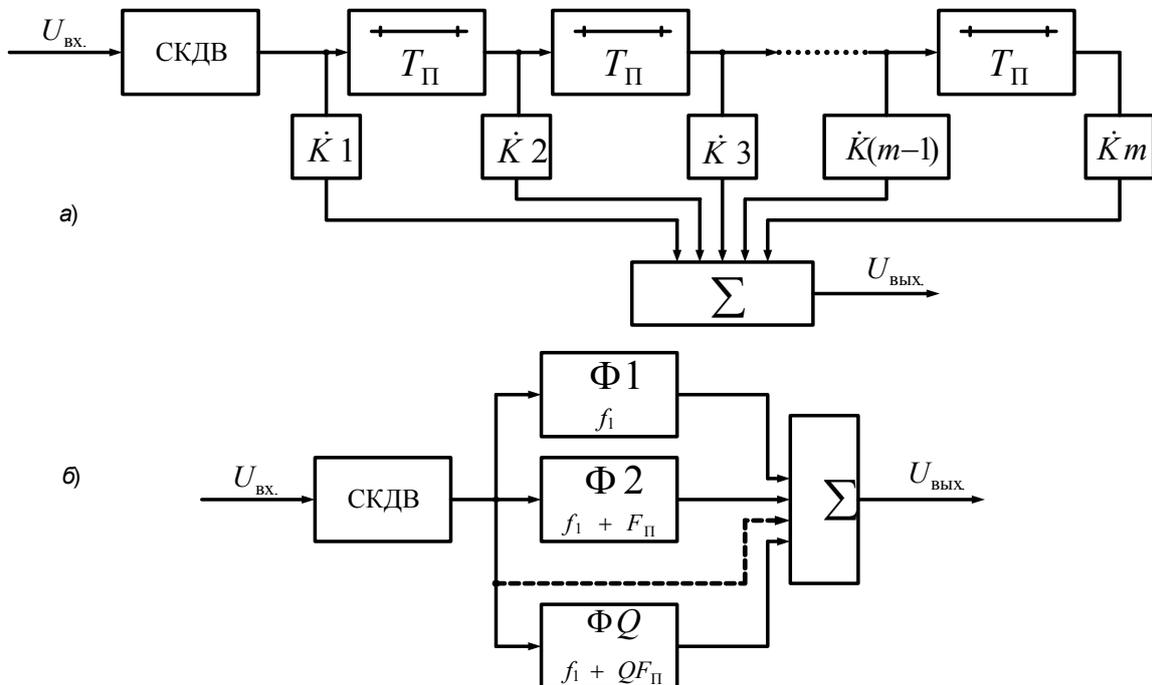 Uвх.
СКДВ
TП
TП
TП
K̇ 1
K̇ 2
K̇ 3
K̇(m−1)
K̇ m
а)
∑
Uвых.
Ф1
f1
б)
Uвх.
СКДВ
Ф 2
f1 + FП
∑
Uвых.
ФQ
f1 + QFП